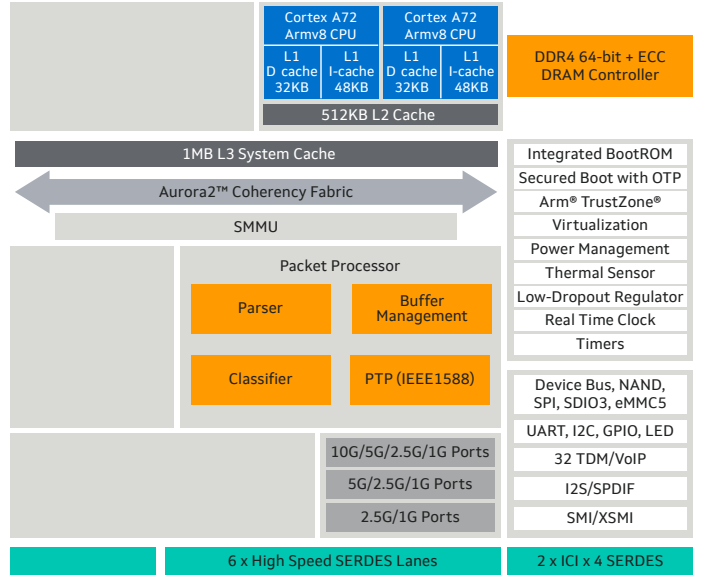 Cortex A72
Armv8 CPU
Cortex A72
Armv8 CPU
L1
D cache
32KB
L1
I-cache
48KB
L1
D cache
32KB
L1
I-cache
48KB
512KB L2 Cache
DDR4 64-bit + ECC
DRAM Controller
1MB L3 System Cache
Aurora2™ Coherency Fabric
SMMU
Integrated BootROM
Secured Boot with OTP
Arm® TrustZone®
Virtualization
Power Management
Thermal Sensor
Low-Dropout Regulator
Real Time Clock
Timers
Packet Processor
Parser
Buffer
Management
Classifier
PTP (IEEE1588)
Device Bus, NAND,
SPI, SDIO3, eMMC5
UART, I2C, GPIO, LED
32 TDM/VoIP
I2S/SPDIF
SMI/XSMI
10G/5G/2.5G/1G Ports
5G/2.5G/1G Ports
2.5G/1G Ports
6 x High Speed SERDES Lanes
2 x ICI x 4 SERDES